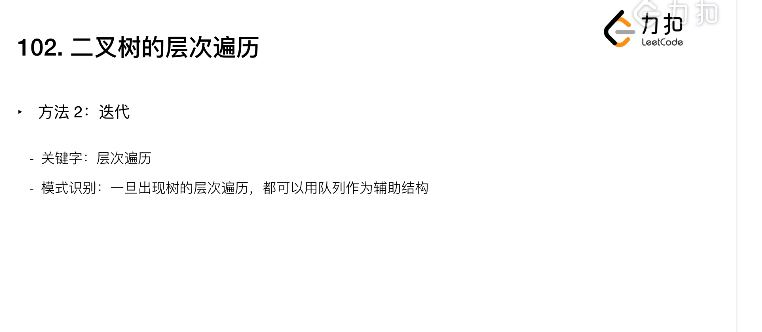 力扣
力扣
LeetCode
102. 二叉树的层次遍历
‣ 方法 2：迭代
- 关键字：层次遍历
- 模式识别：一旦出现树的层次遍历，都可以用队列作为辅助结构